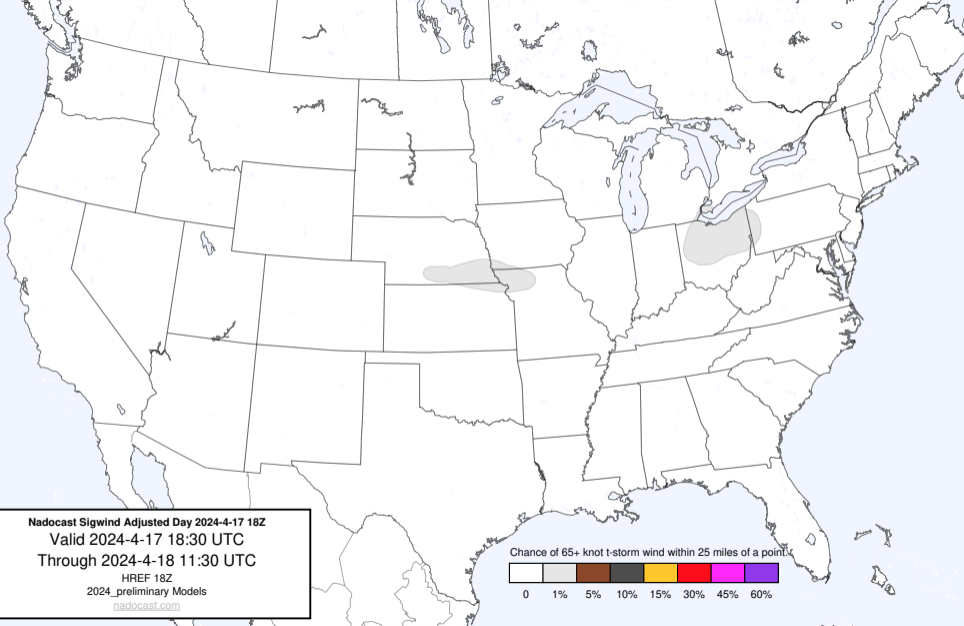 Nadocast Sigwind Adjusted Day 2024-4-17 18Z
Valid 2024-4-17 18:30 UTC
Through 2024-4-18 11:30 UTC
HREF 18Z
2024_preliminary Models
nadocast.com
Chance of 65+ knot t-storm wind within 25 miles of a point.
0 1% 5% 10% 15% 30% 45% 60%